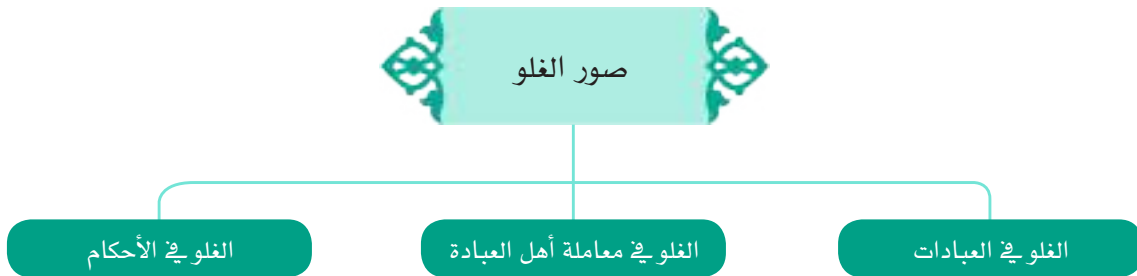 صور الغلو
الغلو في العبادات
الغلو في معاملة أهل العبادة
الغلو في الأحكام